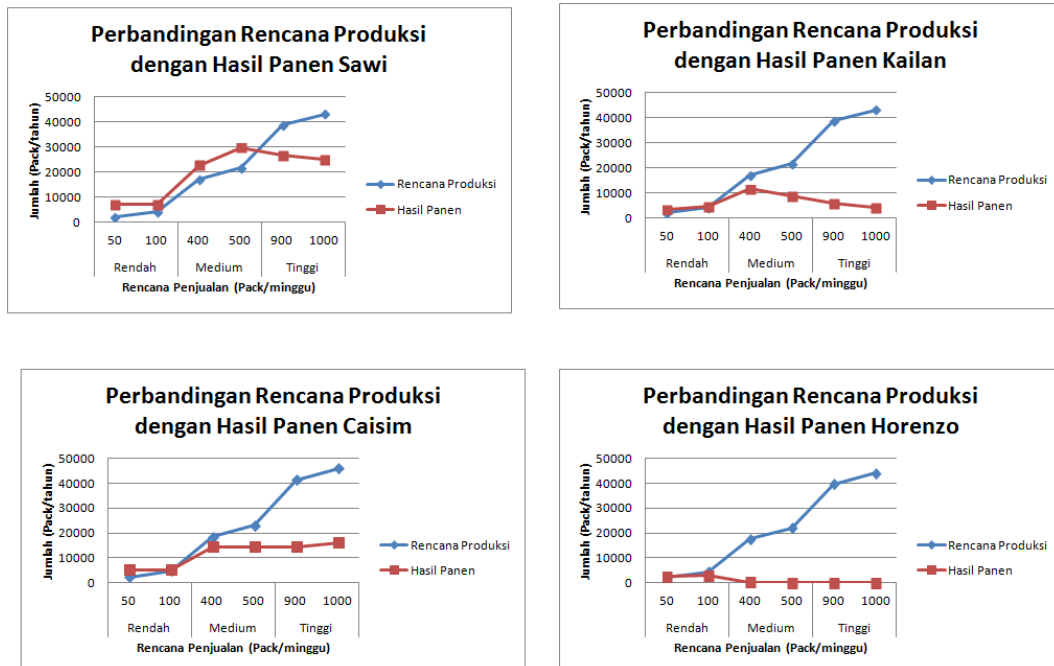 Perbandingan Rencana Produksi
dengan Hasil Panen Sawi
Jumlah (Pack/tahun)
50000
40000
30000
20000
10000
0
50 100 400 500 900 1000
Rendah Medium Tinggi
Rencana Penjualan (Pack/minggu)
Rencana Produksi
Hasil Panen
Perbandingan Rencana Produksi
dengan Hasil Panen Kailan
Jumlah (Pack/tahun)
50000
40000
30000
20000
10000
0
50 100 400 500 900 1000
Rendah Medium Tinggi
Rencana Penjualan (Pack/minggu)
Rencana Produksi
Hasil Panen
Perbandingan Rencana Produksi
dengan Hasil Panen Caisim
Jumlah (Pack/tahun)
50000
40000
30000
20000
10000
0
50 100 400 500 900 1000
Rendah Medium Tinggi
Rencana Penjualan (Pack/minggu)
Rencana Produksi
Hasil Panen
Perbandingan Rencana Produksi
dengan Hasil Panen Horenzo
Jumlah (Pack/tahun)
50000
40000
30000
20000
10000
0
50 100 400 500 900 1000
Rendah Medium Tinggi
Rencana Penjualan (Pack/minggu)
Rencana Produksi
Hasil Panen